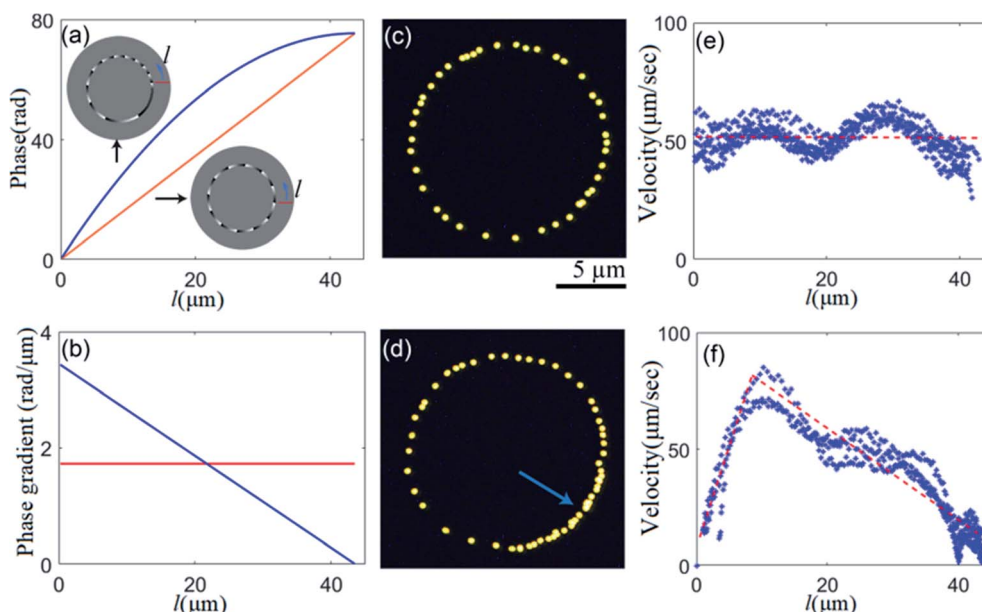 (a)
Phase(rad)
80
40
0
l
l
0
20
40
l(μm)
(c)
5 μm
(e)
Velocity(μm/sec)
100
50
0
0
20
40
l(μm)
(b)
Phase gradient (rad/μm)
4
2
0
0
20
40
l(μm)
(d)
(f)
Velocity(μm/sec)
100
50
0
0
20
40
l(μm)